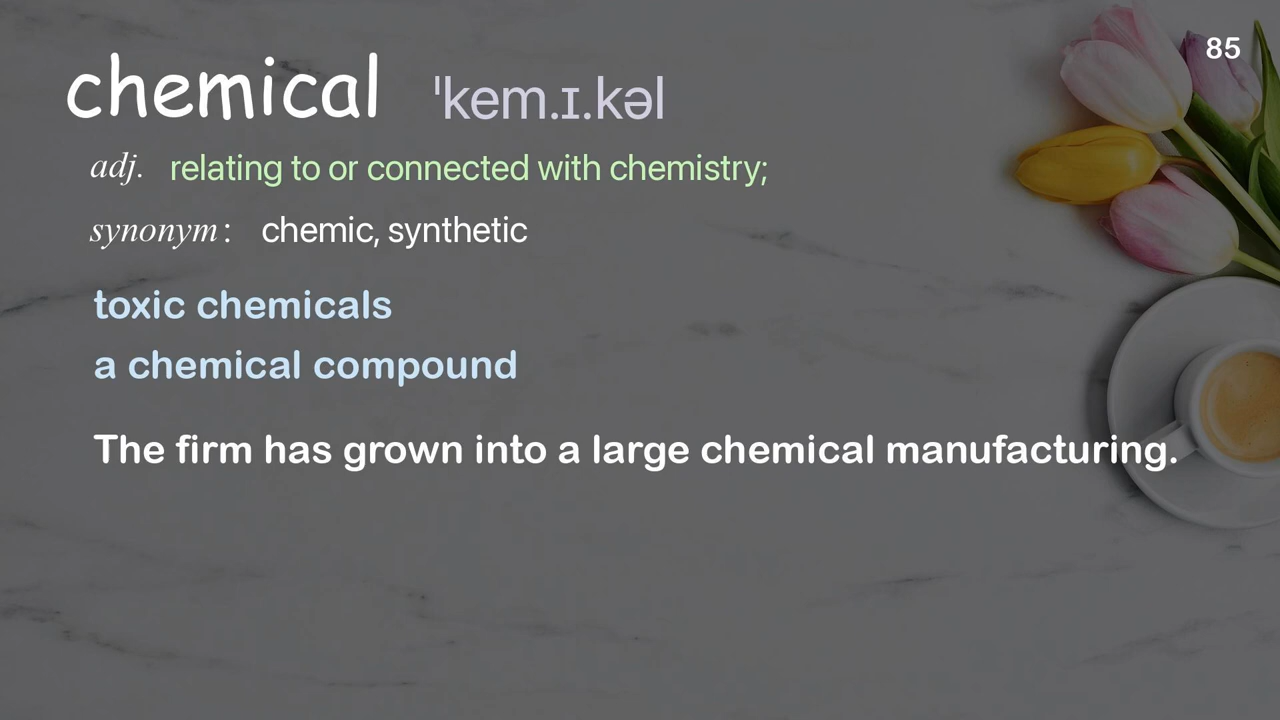 85
chemical ˈkem.ɪ.kəl
adj. relating to or connected with chemistry;
synonym: chemic, synthetic
toxic chemicals
a chemical compound
The firm has grown into a large chemical manufacturing.